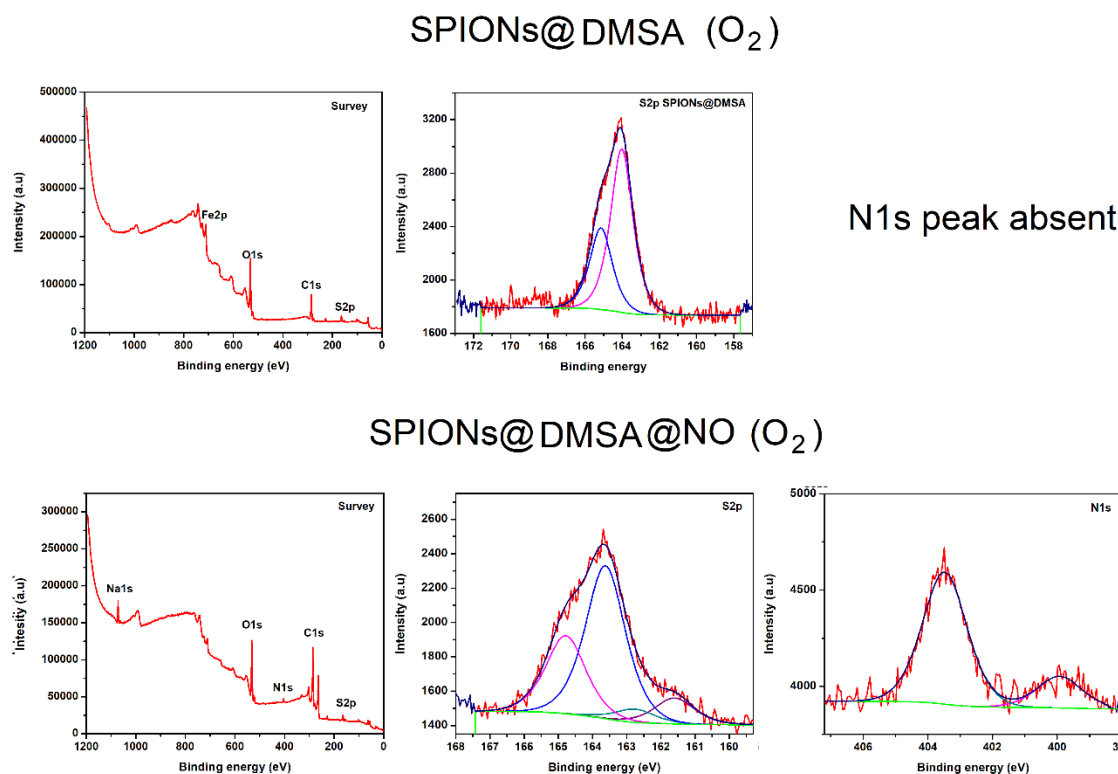 SPIONs@DMSA (O₂)
Survey
Intensity (a.u)
500000
400000
300000
200000
100000
0
Fe2p
O1s
C1s
S2p
1200 1000 800 600 400 200 0
Binding energy (eV)
S2p SPIONs@DMSA
Intensity (a.u)
3200
2800
2400
2000
1600
172 170 168 166 164 162 160 158
Binding energy
N1s peak absent
SPIONs@DMSA@NO (O₂)
Survey
`Intesity (a.u)`
300000
250000
200000
150000
100000
50000
0
Na1s
O1s
N1s
C1s
S2p
1200 1000 800 600 400 200 0
Binding energy (eV)
S2p
Intensity (a.u)
2600
2400
2200
2000
1800
1600
1400
168 167 166 165 164 163 162 161 160
Binding energy (eV)
N1s
Intensity (a.u)
5000
4500
4000
406 404 402 400
Binding energy (eV)